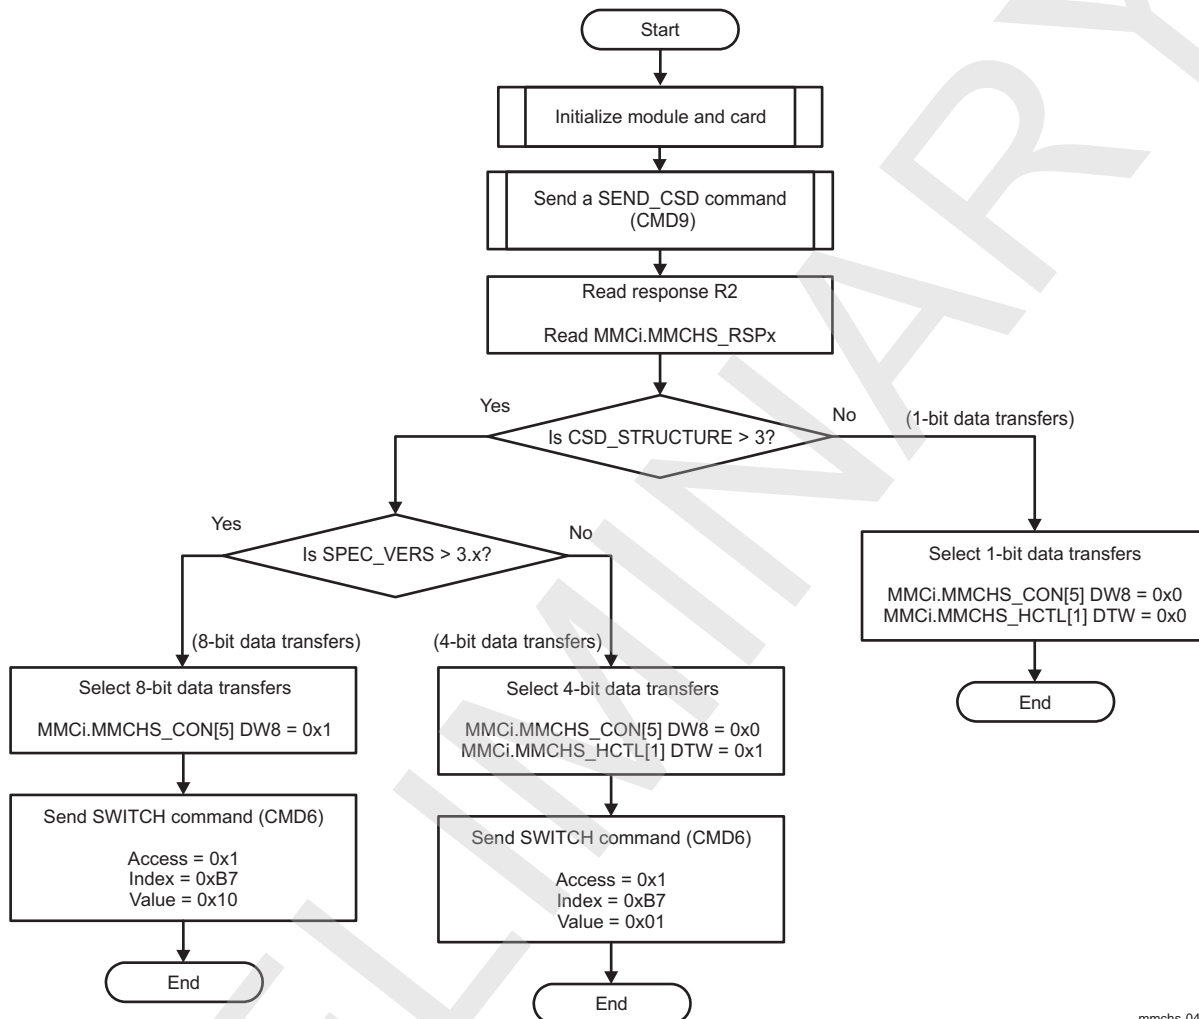 Start
Initialize module and card
Send a SEND_CSD command
(CMD9)
Read response R2
Read MMCi.MMCHS_RSPx
Yes
Is CSD_STRUCTURE > 3?
No
(1-bit data transfers)
Yes
Is SPEC_VERS > 3.x?
No
Select 1-bit data transfers
MMCi.MMCHS_CON[5] DW8 = 0x0
MMCi.MMCHS_HCTL[1] DTW = 0x0
End
(8-bit data transfers)
Select 8-bit data transfers
MMCi.MMCHS_CON[5] DW8 = 0x1
Send SWITCH command (CMD6)
Access = 0x1
Index = 0xB7
Value = 0x10
End
(4-bit data transfers)
Select 4-bit data transfers
MMCi.MMCHS_CON[5] DW8 = 0x0
MMCi.MMCHS_HCTL[1] DTW = 0x1
Send SWITCH command (CMD6)
Access = 0x1
Index = 0xB7
Value = 0x01
End